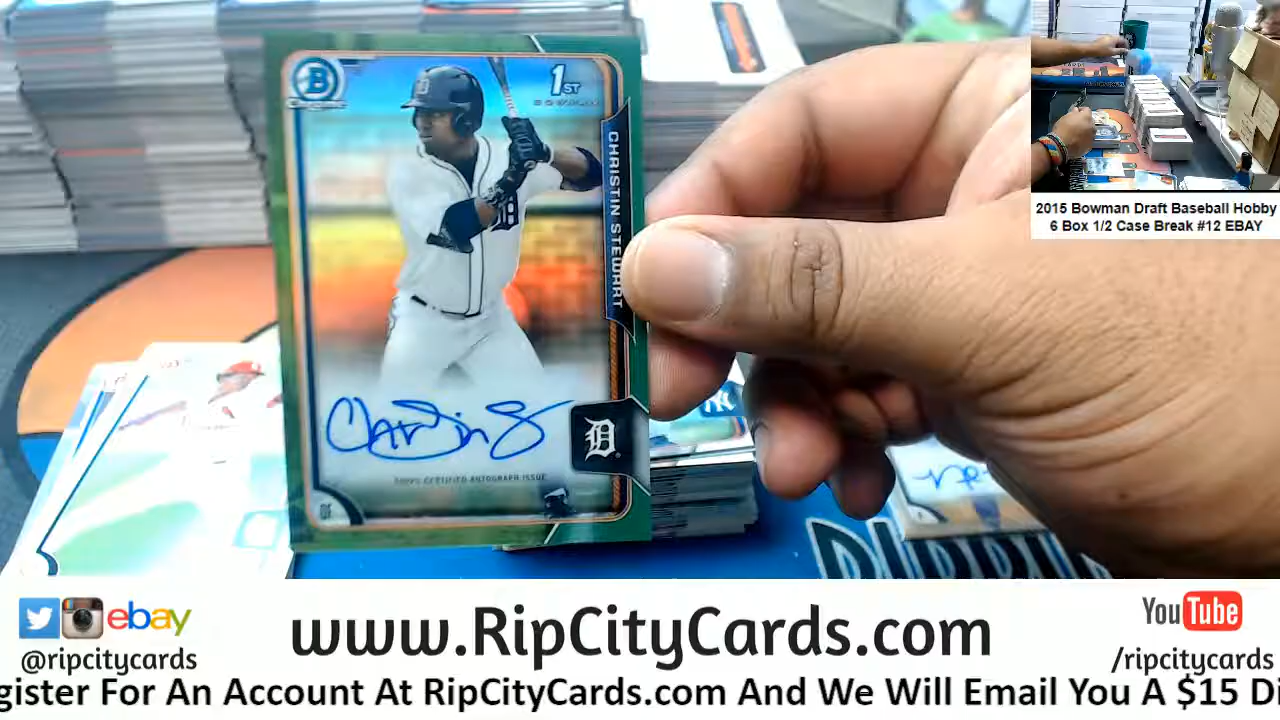 B
1ST
BOWMAN
CHRISTIN STEWART
D
TOPPS CERTIFIED AUTOGRAPH ISSUE
2015 Bowman Draft Baseball Hobby
6 Box 1/2 Case Break #12 EBAY
ebay
@ripcitycards
www.RipCityCards.com
YouTube
/ripcitycards
gister For An Account At RipCityCards.com And We Will Email You A $15 Di